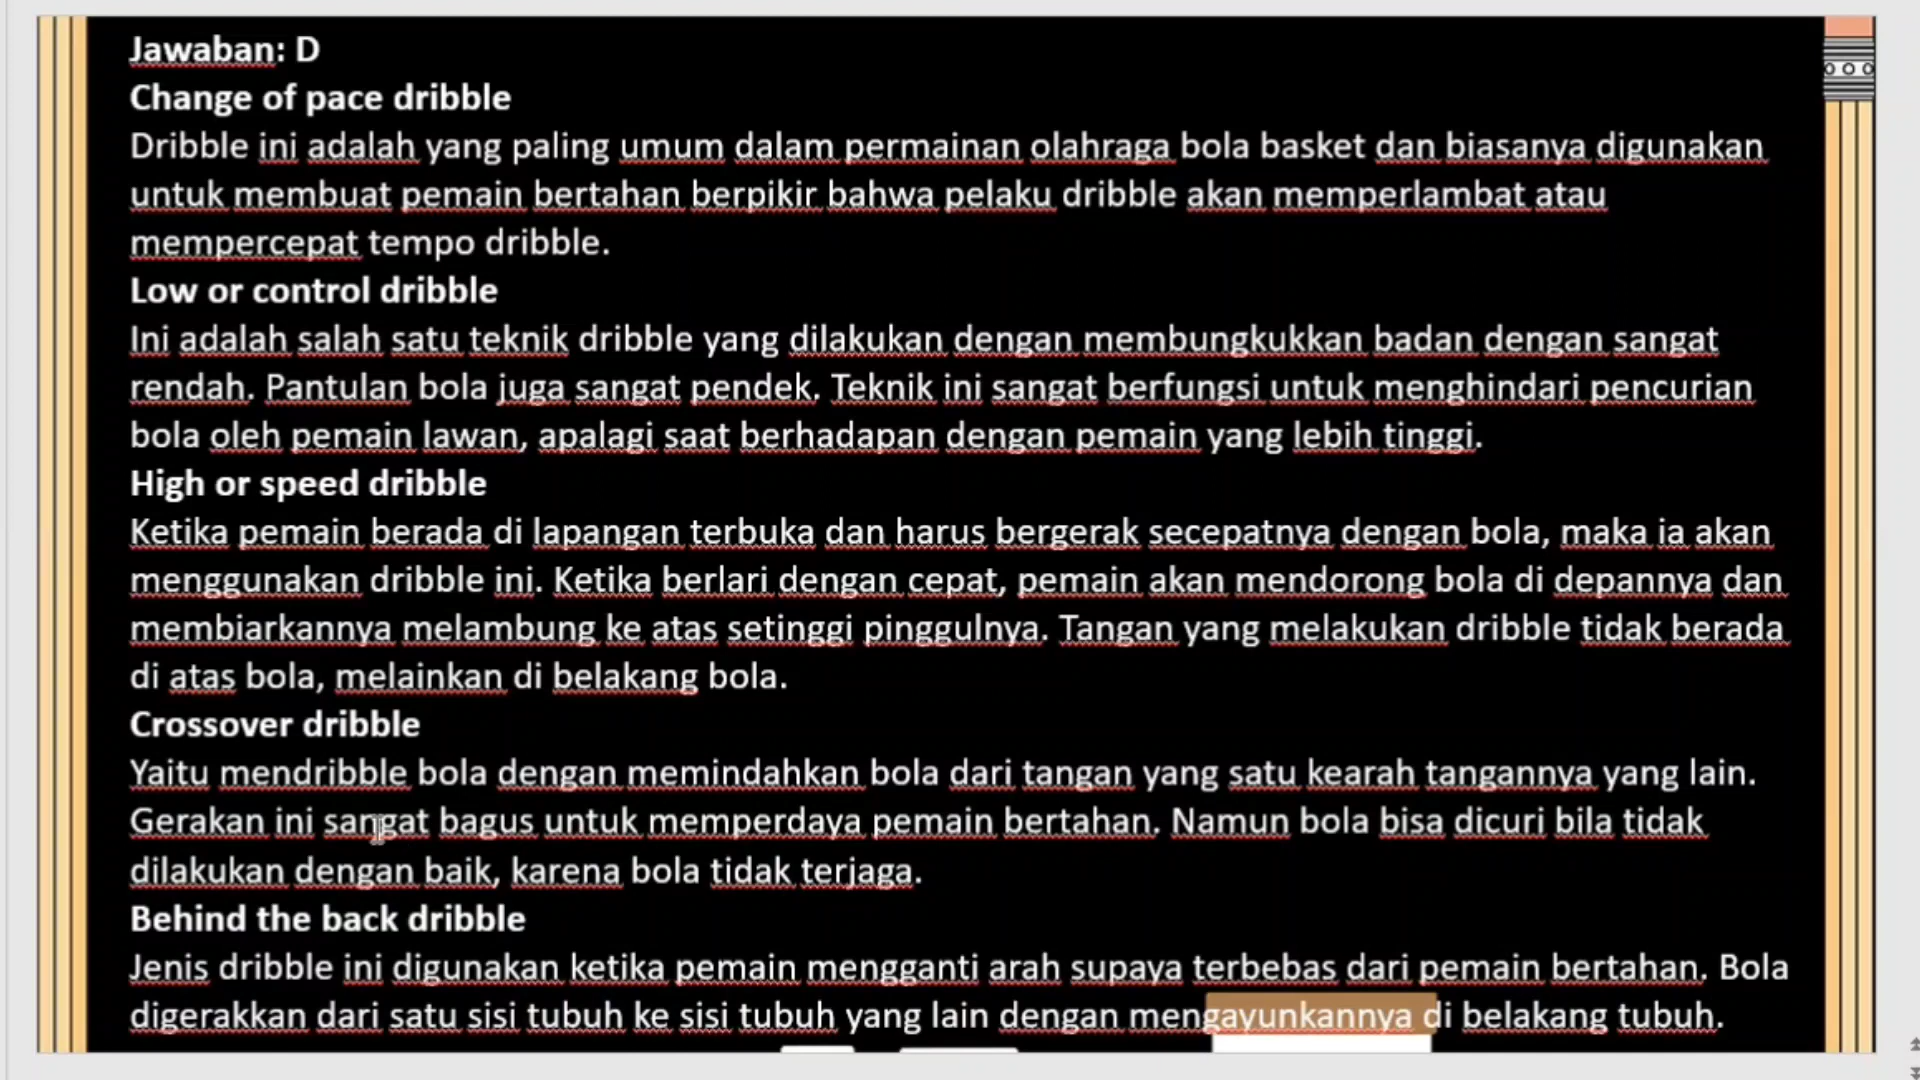 Jawaban: D
Change of pace dribble
Dribble ini adalah yang paling umum dalam permainan olahraga bola basket dan biasanya digunakan
untuk membuat pemain bertahan berpikir bahwa pelaku dribble akan memperlambat atau
mempercepat tempo dribble.
Low or control dribble
Ini adalah salah satu teknik dribble yang dilakukan dengan membungkukkan badan dengan sangat
rendah. Pantulan bola juga sangat pendek. Teknik ini sangat berfungsi untuk menghindari pencurian
bola oleh pemain lawan, apalagi saat berhadapan dengan pemain yang lebih tinggi.
High or speed dribble
Ketika pemain berada di lapangan terbuka dan harus bergerak secepatnya dengan bola, maka ia akan
menggunakan dribble ini. Ketika berlari dengan cepat, pemain akan mendorong bola di depannya dan
membiarkannya melambung ke atas setinggi pinggulnya. Tangan yang melakukan dribble tidak berada
di atas bola, melainkan di belakang bola.
Crossover dribble
Yaitu mendribble bola dengan memindahkan bola dari tangan yang satu kearah tangannya yang lain.
Gerakan ini sangat bagus untuk memperdaya pemain bertahan. Namun bola bisa dicuri bila tidak
dilakukan dengan baik, karena bola tidak terjaga.
Behind the back dribble
Jenis dribble ini digunakan ketika pemain mengganti arah supaya terbebas dari pemain bertahan. Bola
digerakkan dari satu sisi tubuh ke sisi tubuh yang lain dengan mengayunkannya di belakang tubuh.